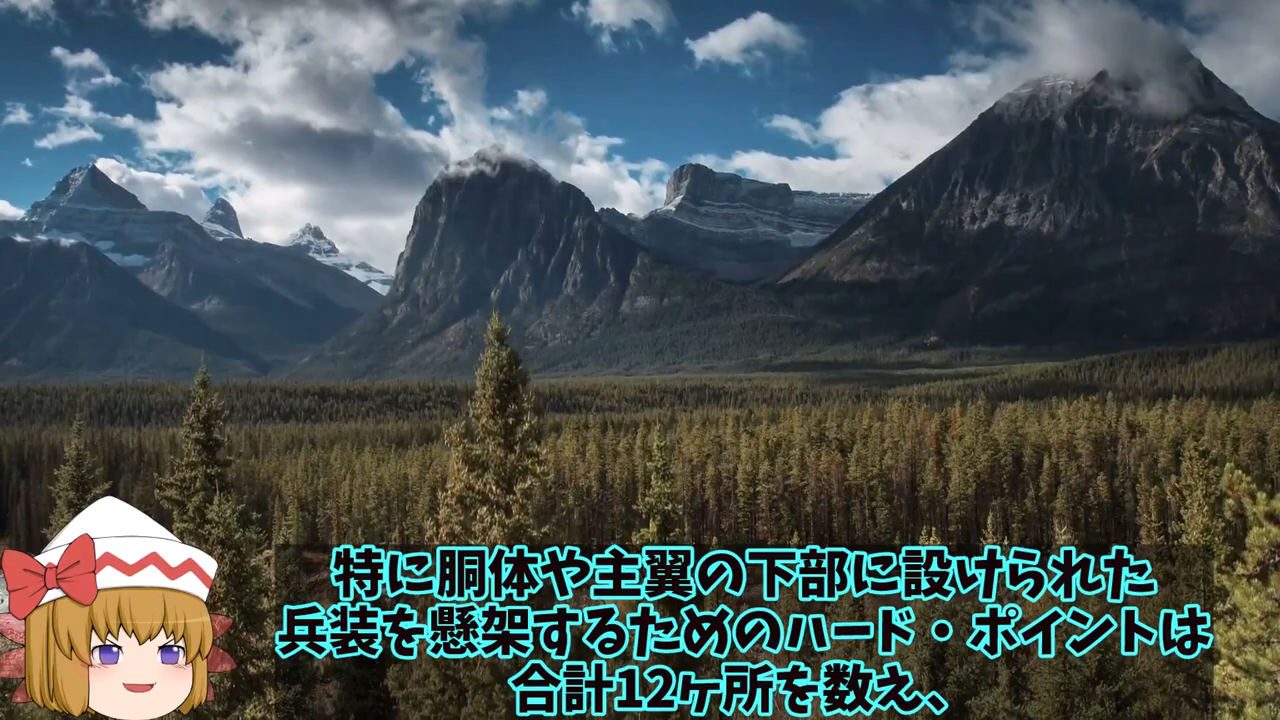 特に胴体や主翼の下部に設けられた
兵装を懸架するためのハード・ポイントは
合計12ヶ所を数え、